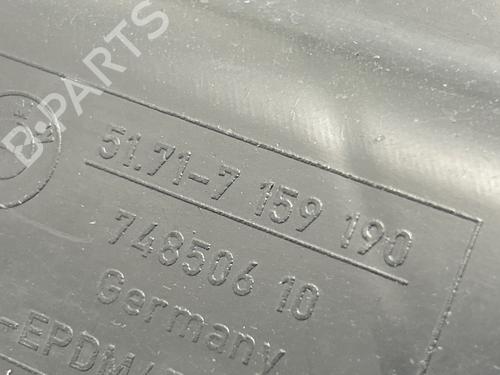 B-PARTS
51.71-7 159 190
748506 10
Germany
-EPDM